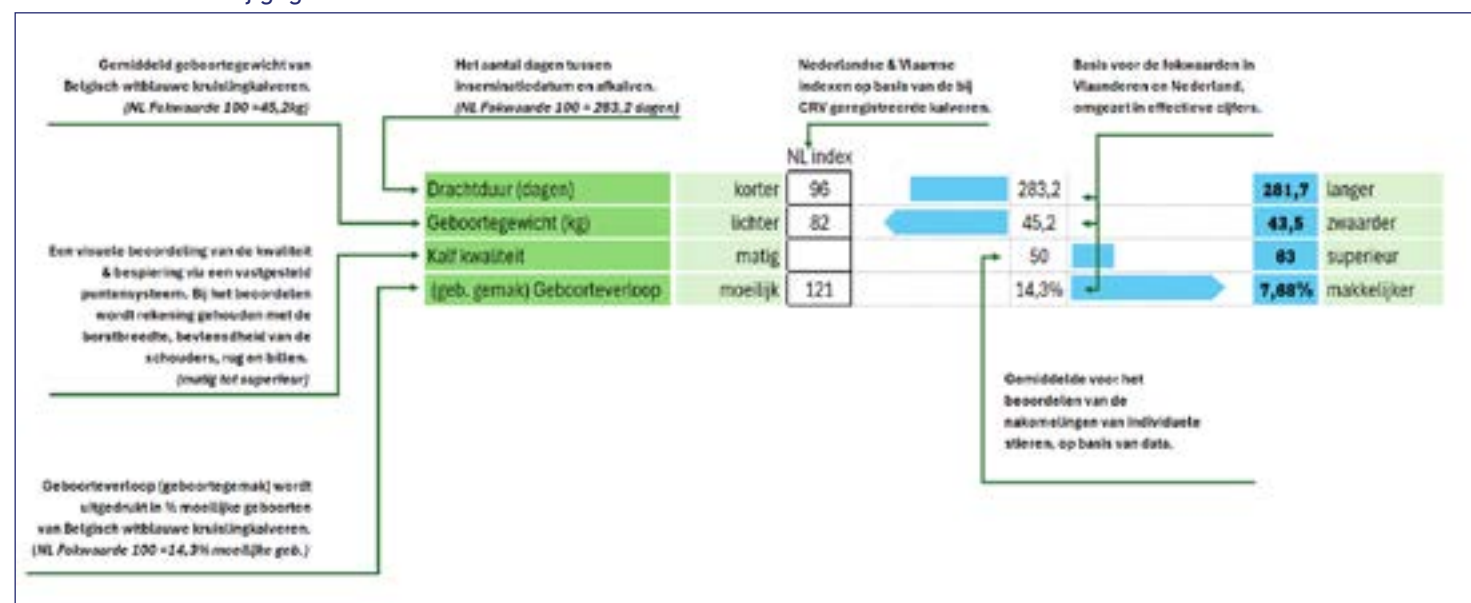 Gemiddeld geboortegewicht van
Belgisch witblauwe kruislingkalveren.
(NL Fokwaarde 100 =45,2kg)
Het aantal dagen tussen
inseminatiedatum en afkalven.
(NL Fokwaarde 100 = 283,2 dagen)
Nederlandse & Vlaamse
indexen op basis van de bij
CRV geregistreerde kalveren.
Basis voor de fokwaarden in
Vlaanderen en Nederland,
omgezet in effectieve cijfers.
NL index
Drachtduur (dagen) korter 96 283,2 281,7 langer
Geboortegewicht (kg) lichter 82 45,2 43,5 zwaarder
Kalf kwaliteit matig 50 63 superieur
(geb. gemak) Geboorteverloop moeilijk 121 14,3% 7,68% makkelijker
Een visuele beoordeling van de kwaliteit
& bespiering via een vastgesteld
puntensysteem. Bij het beoordelen
wordt rekening gehouden met de
borstbreedte, bevleesdheid van de
schouders, rug en billen.
(matig tot superieur)
Gemiddelde voor het
beoordelen van de
nakomelingen van individuele
stieren, op basis van data.
Geboorteverloop (geboortegemak) wordt
uitgedrukt in % moeilijke geboorten
van Belgisch witblauwe kruislingkalveren.
(NL Fokwaarde 100 =14,3% moeilijke geb.)